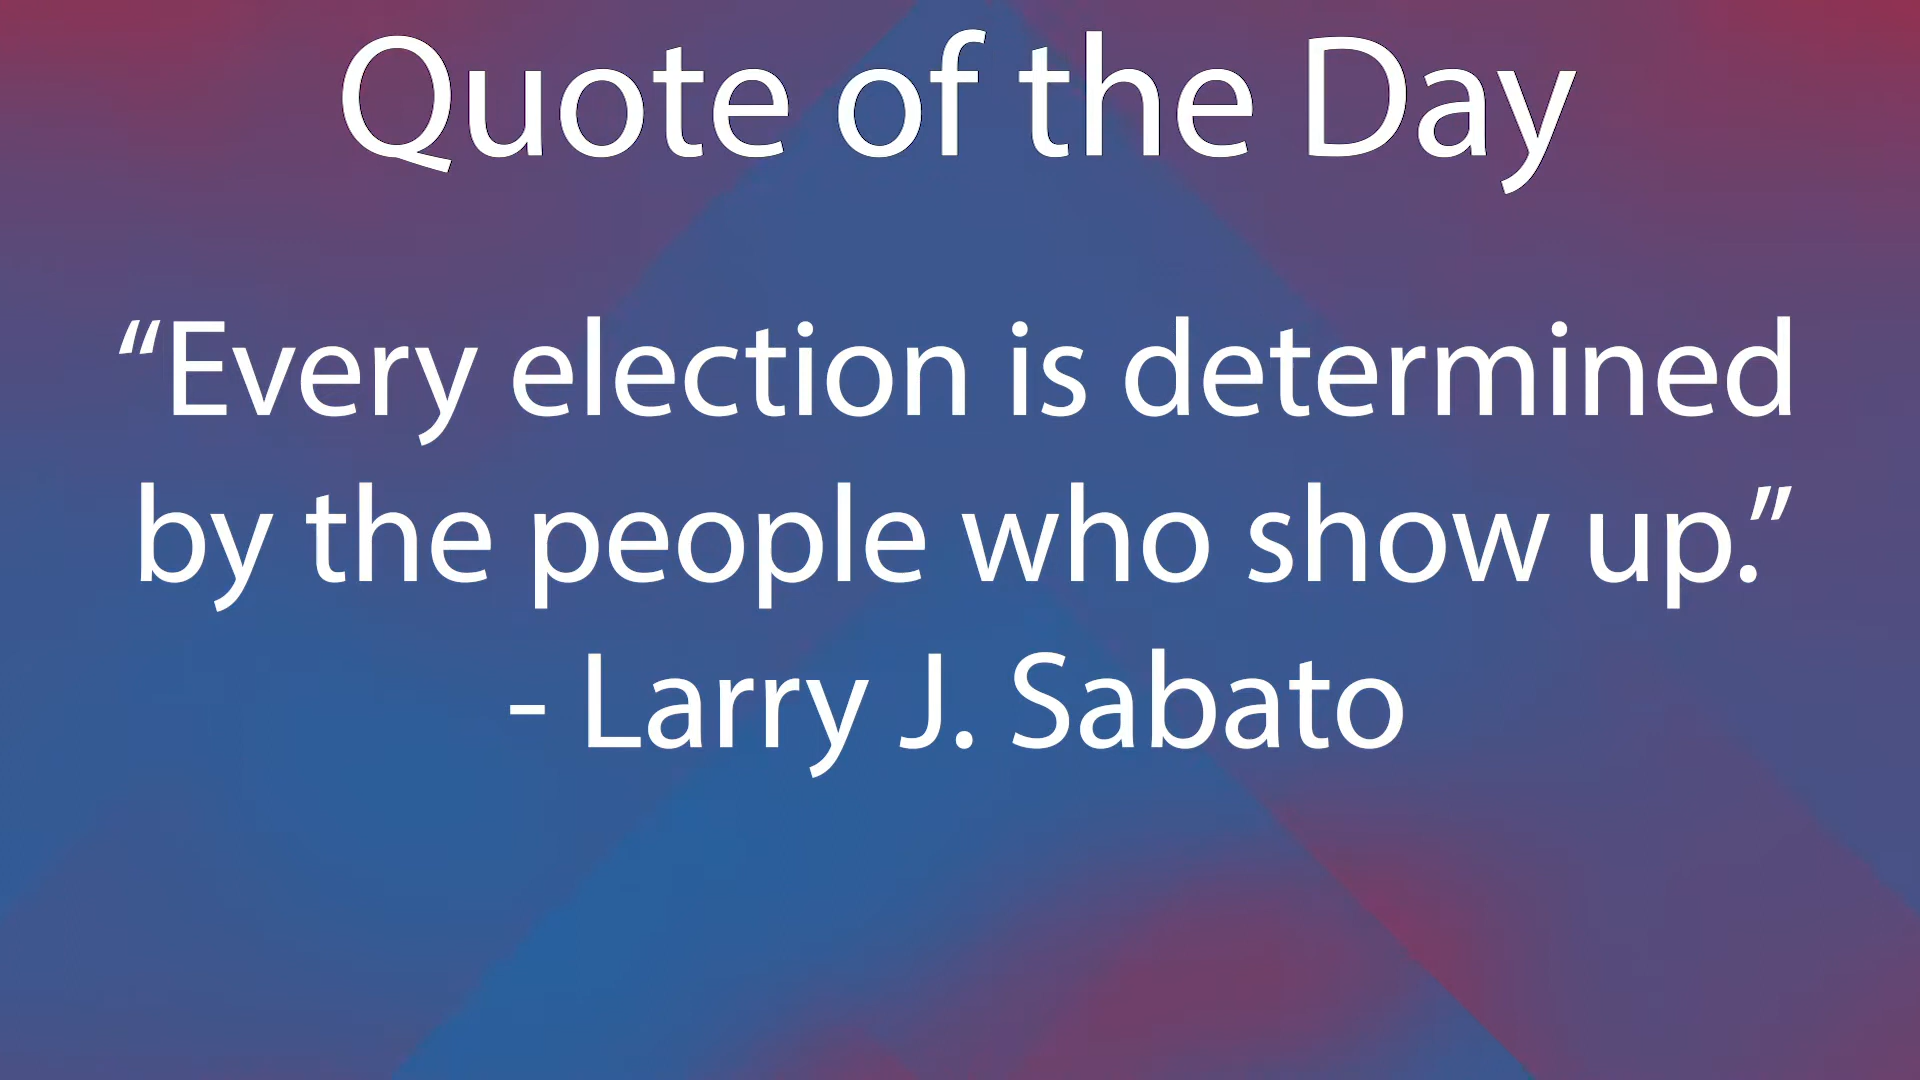 Quote of the Day
“Every election is determined
by the people who show up.”
- Larry J. Sabato